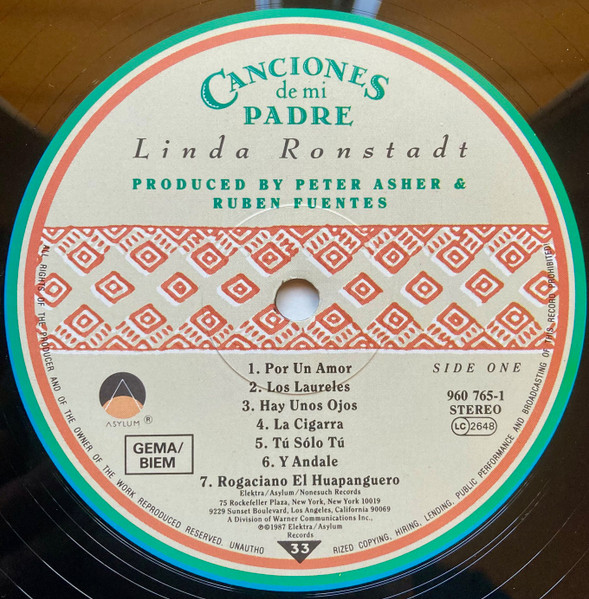 CANCIONES
de mi
PADRE
Linda Ronstadt
PRODUCED BY PETER ASHER &
RUBEN FUENTES
SIDE ONE
960 765-1
STEREO
LC 2648
ASYLUM ®
GEMA/
BIEM
1. Por Un Amor
2. Los Laureles
3. Hay Unos Ojos
4. La Cigarra
5. Tú Sólo Tú
6. Y Andale
7. Rogaciano El Huapanguero
Elektra/Asylum/Nonesuch Records
75 Rockefeller Plaza, New York, New York 10019
9229 Sunset Boulevard, Los Angeles, California 90069
A Division of Warner Communications Inc.,
℗©1987 Elektra/Asylum
Records
33
ALL RIGHTS OF THE PRODUCER AND OF THE OWNER OF THE WORK REPRODUCED RESERVED. UNAUTHO RIZED COPYING, HIRING, LENDING, PUBLIC PERFORMANCE AND BROADCASTING OF THIS RECORD PROHIBITED